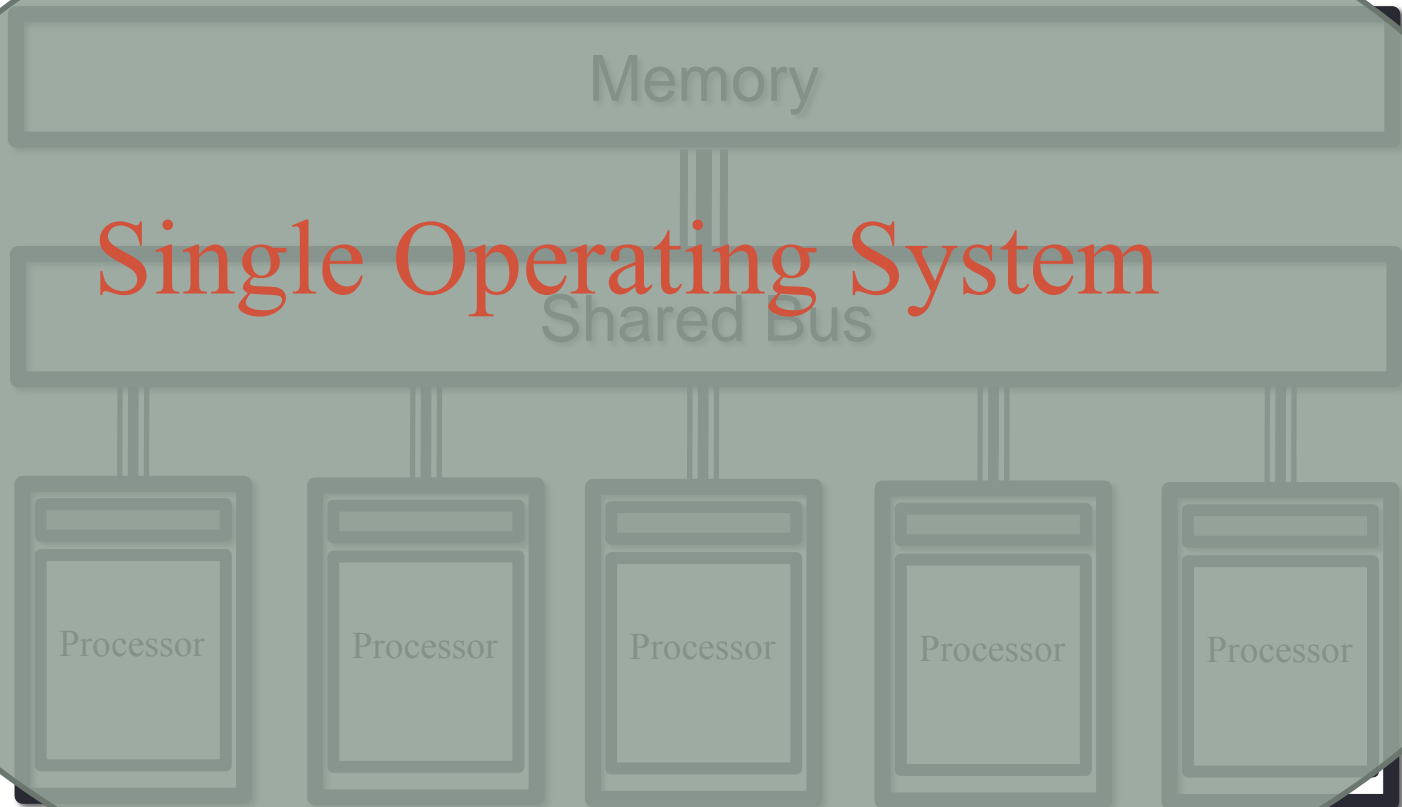 Memory
Single Operating System
Shared Bus
Processor Processor Processor Processor Processor